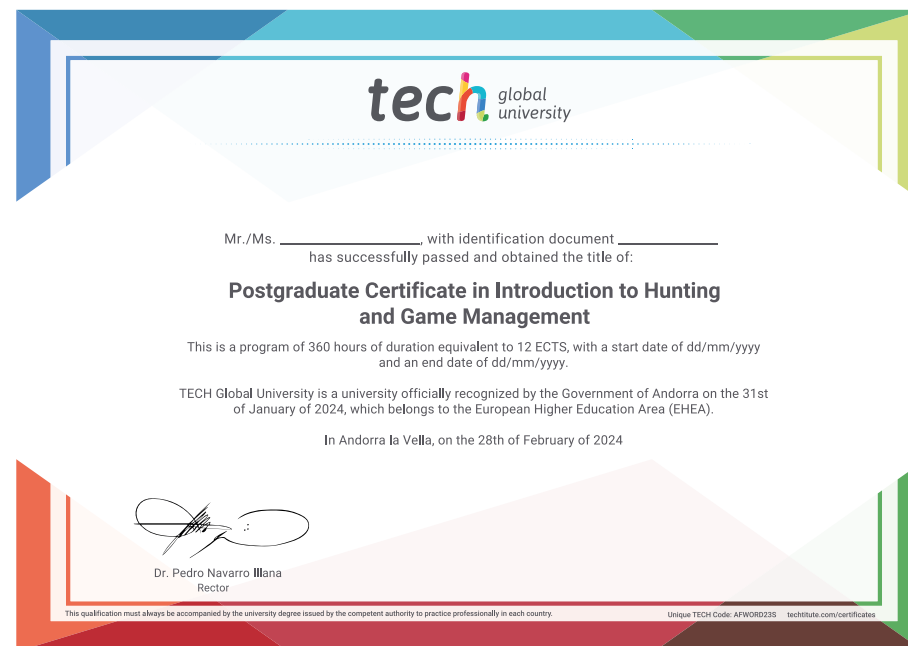 tech global university
Mr./Ms. ____________, with identification document ____________
has successfully passed and obtained the title of:
Postgraduate Certificate in Introduction to Hunting
and Game Management
This is a program of 360 hours of duration equivalent to 12 ECTS, with a start date of dd/mm/yyyy
and an end date of dd/mm/yyyy.
TECH Global University is a university officially recognized by the Government of Andorra on the 31st
of January of 2024, which belongs to the European Higher Education Area (EHEA).
In Andorra la Vella, on the 28th of February of 2024
Dr. Pedro Navarro Illana
Rector
This qualification must always be accompanied by the university degree issued by the competent authority to practice professionally in each country.
Unique TECH Code: AFWORD23S techtitute.com/certificates